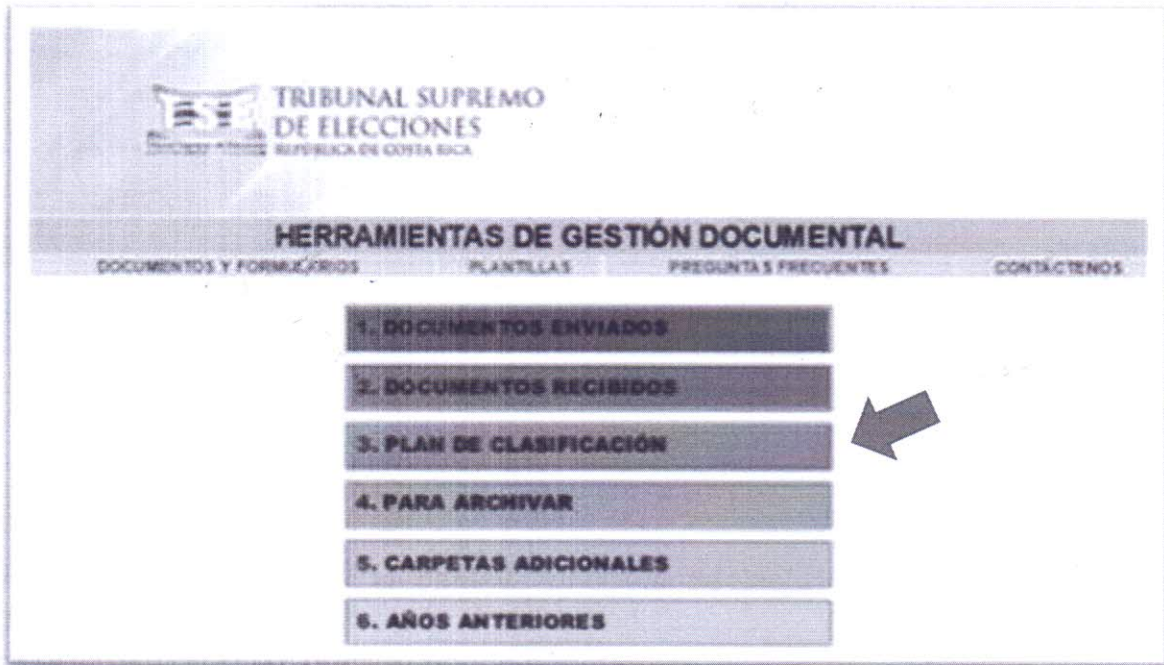 TSE
TRIBUNAL SUPREMO
DE ELECCIONES
REPÚBLICA DE COSTA RICA
HERRAMIENTAS DE GESTIÓN DOCUMENTAL
DOCUMENTOS Y FORMULARIOS PLANTILLAS PREGUNTAS FRECUENTES CONTÁCTENOS
1. DOCUMENTOS ENVIADOS
2. DOCUMENTOS RECIBIDOS
3. PLAN DE CLASIFICACIÓN
4. PARA ARCHIVAR
5. CARPETAS ADICIONALES
6. AÑOS ANTERIORES